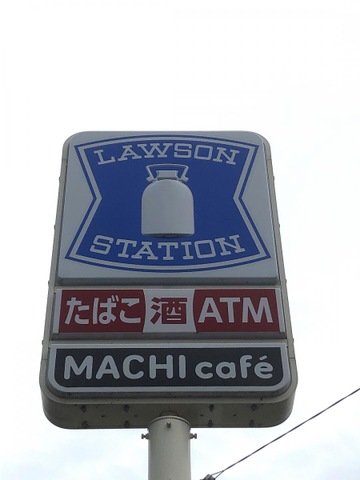 LAWSON
STATION
たばこ 酒 ATM
MACHI café